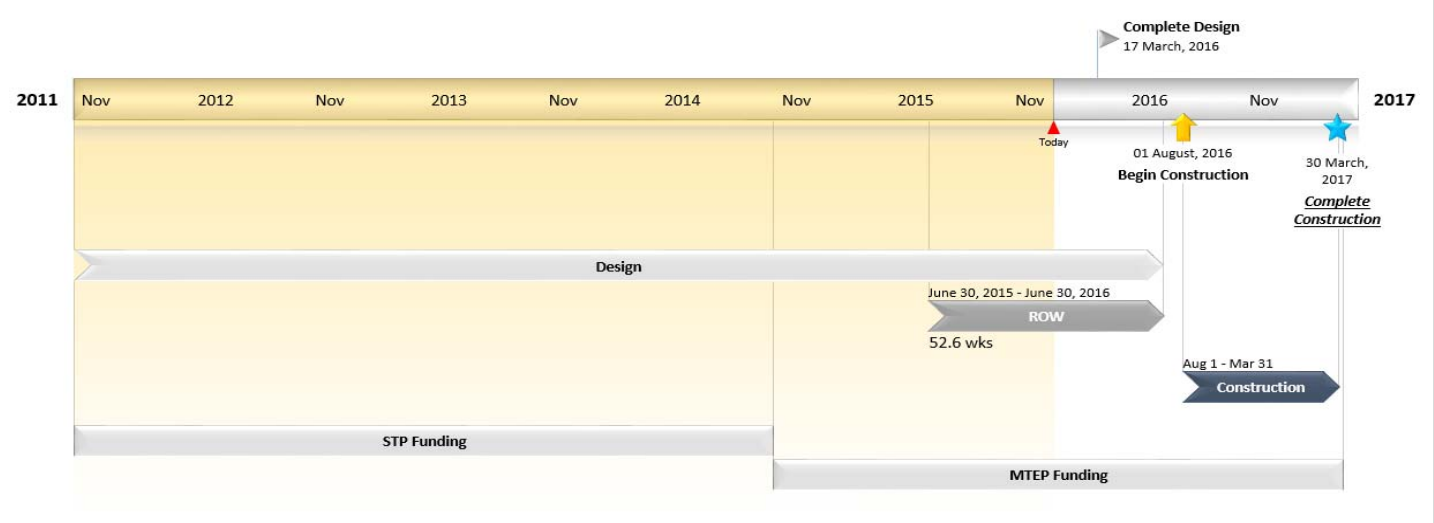 Complete Design
17 March, 2016
2011 Nov 2012 Nov 2013 Nov 2014 Nov 2015 Nov 2016 Nov 2017
Today
01 August, 2016
Begin Construction
30 March,
2017
Complete
Construction
Design
June 30, 2015 - June 30, 2016
ROW
52.6 wks
Aug 1 - Mar 31
Construction
STP Funding
MTEP Funding